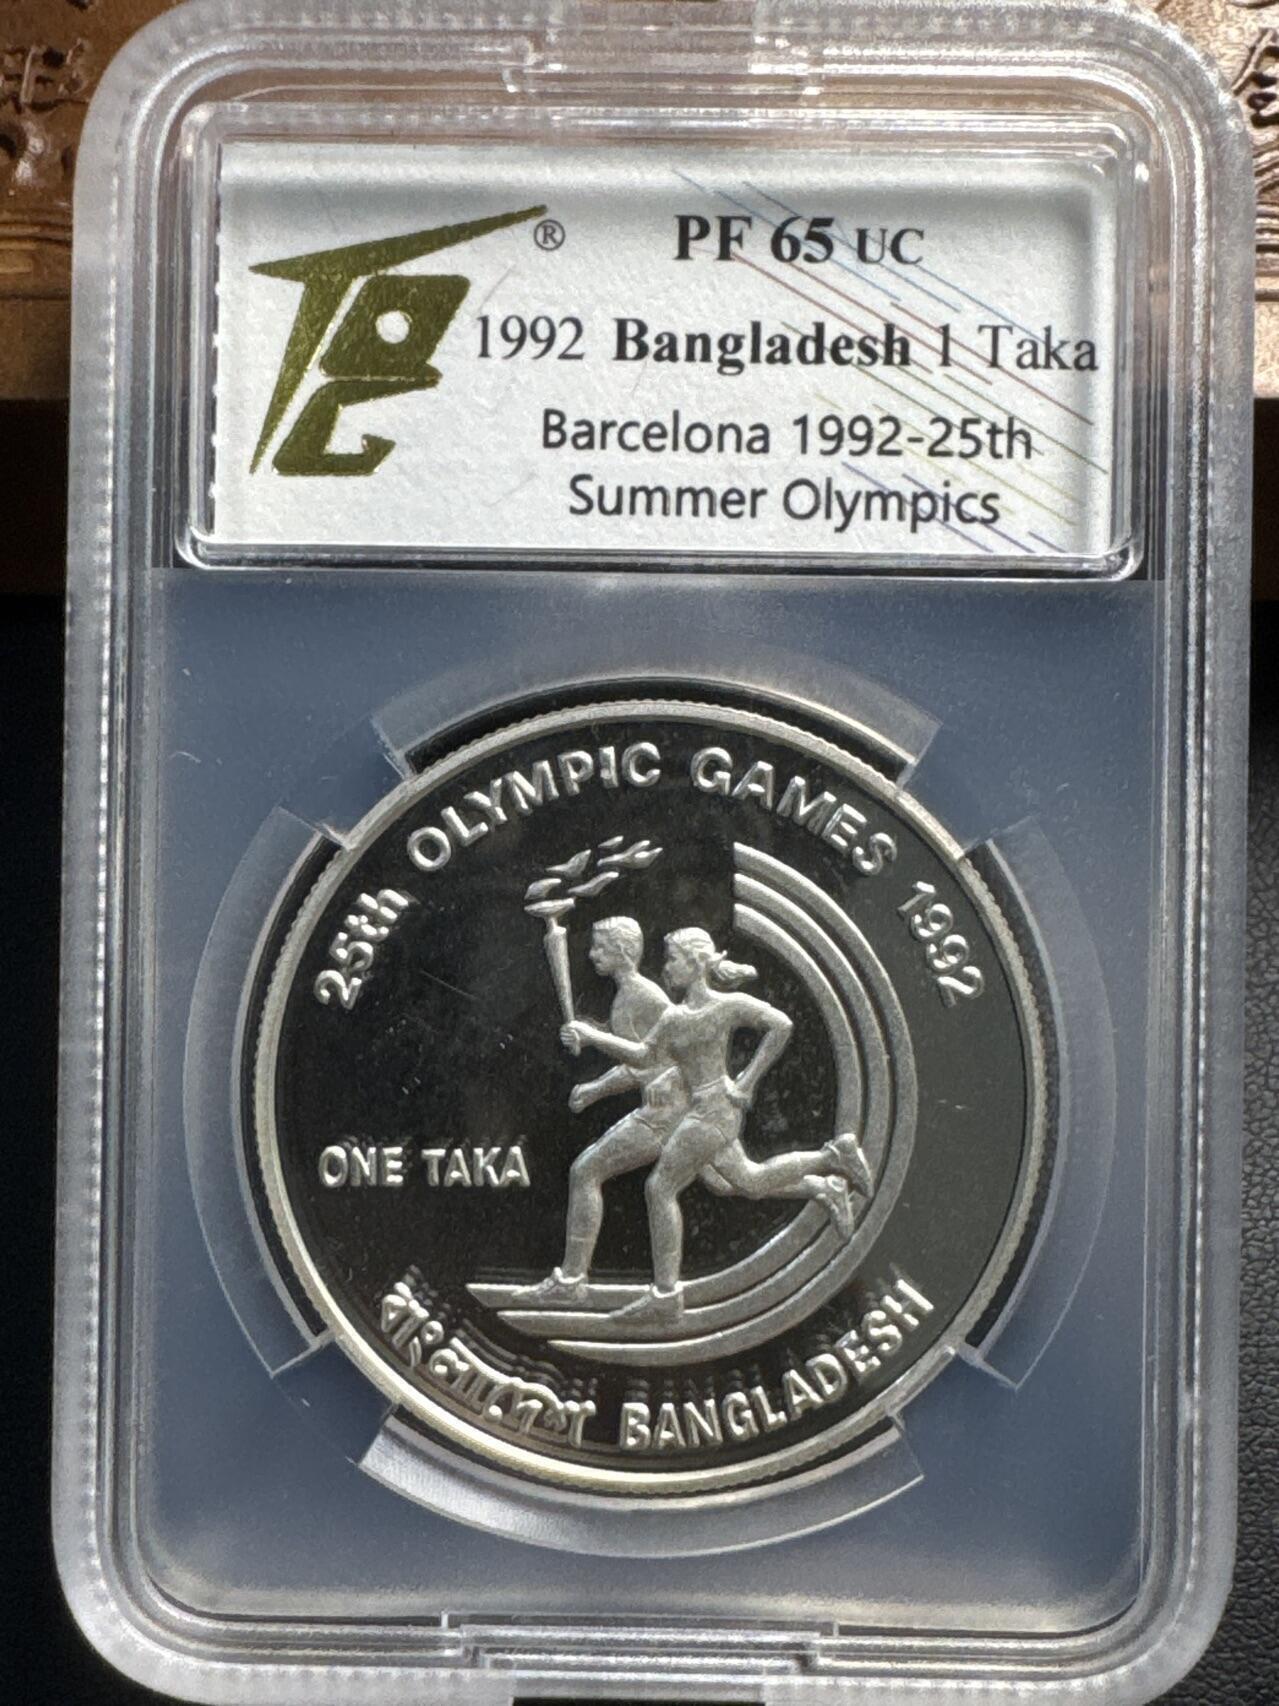 ®
PF 65 UC
1992 Bangladesh 1 Taka
Barcelona 1992-25th
Summer Olympics
25th OLYMPIC GAMES 1992
ONE TAKA
বাংলাদেশ BANGLADESH